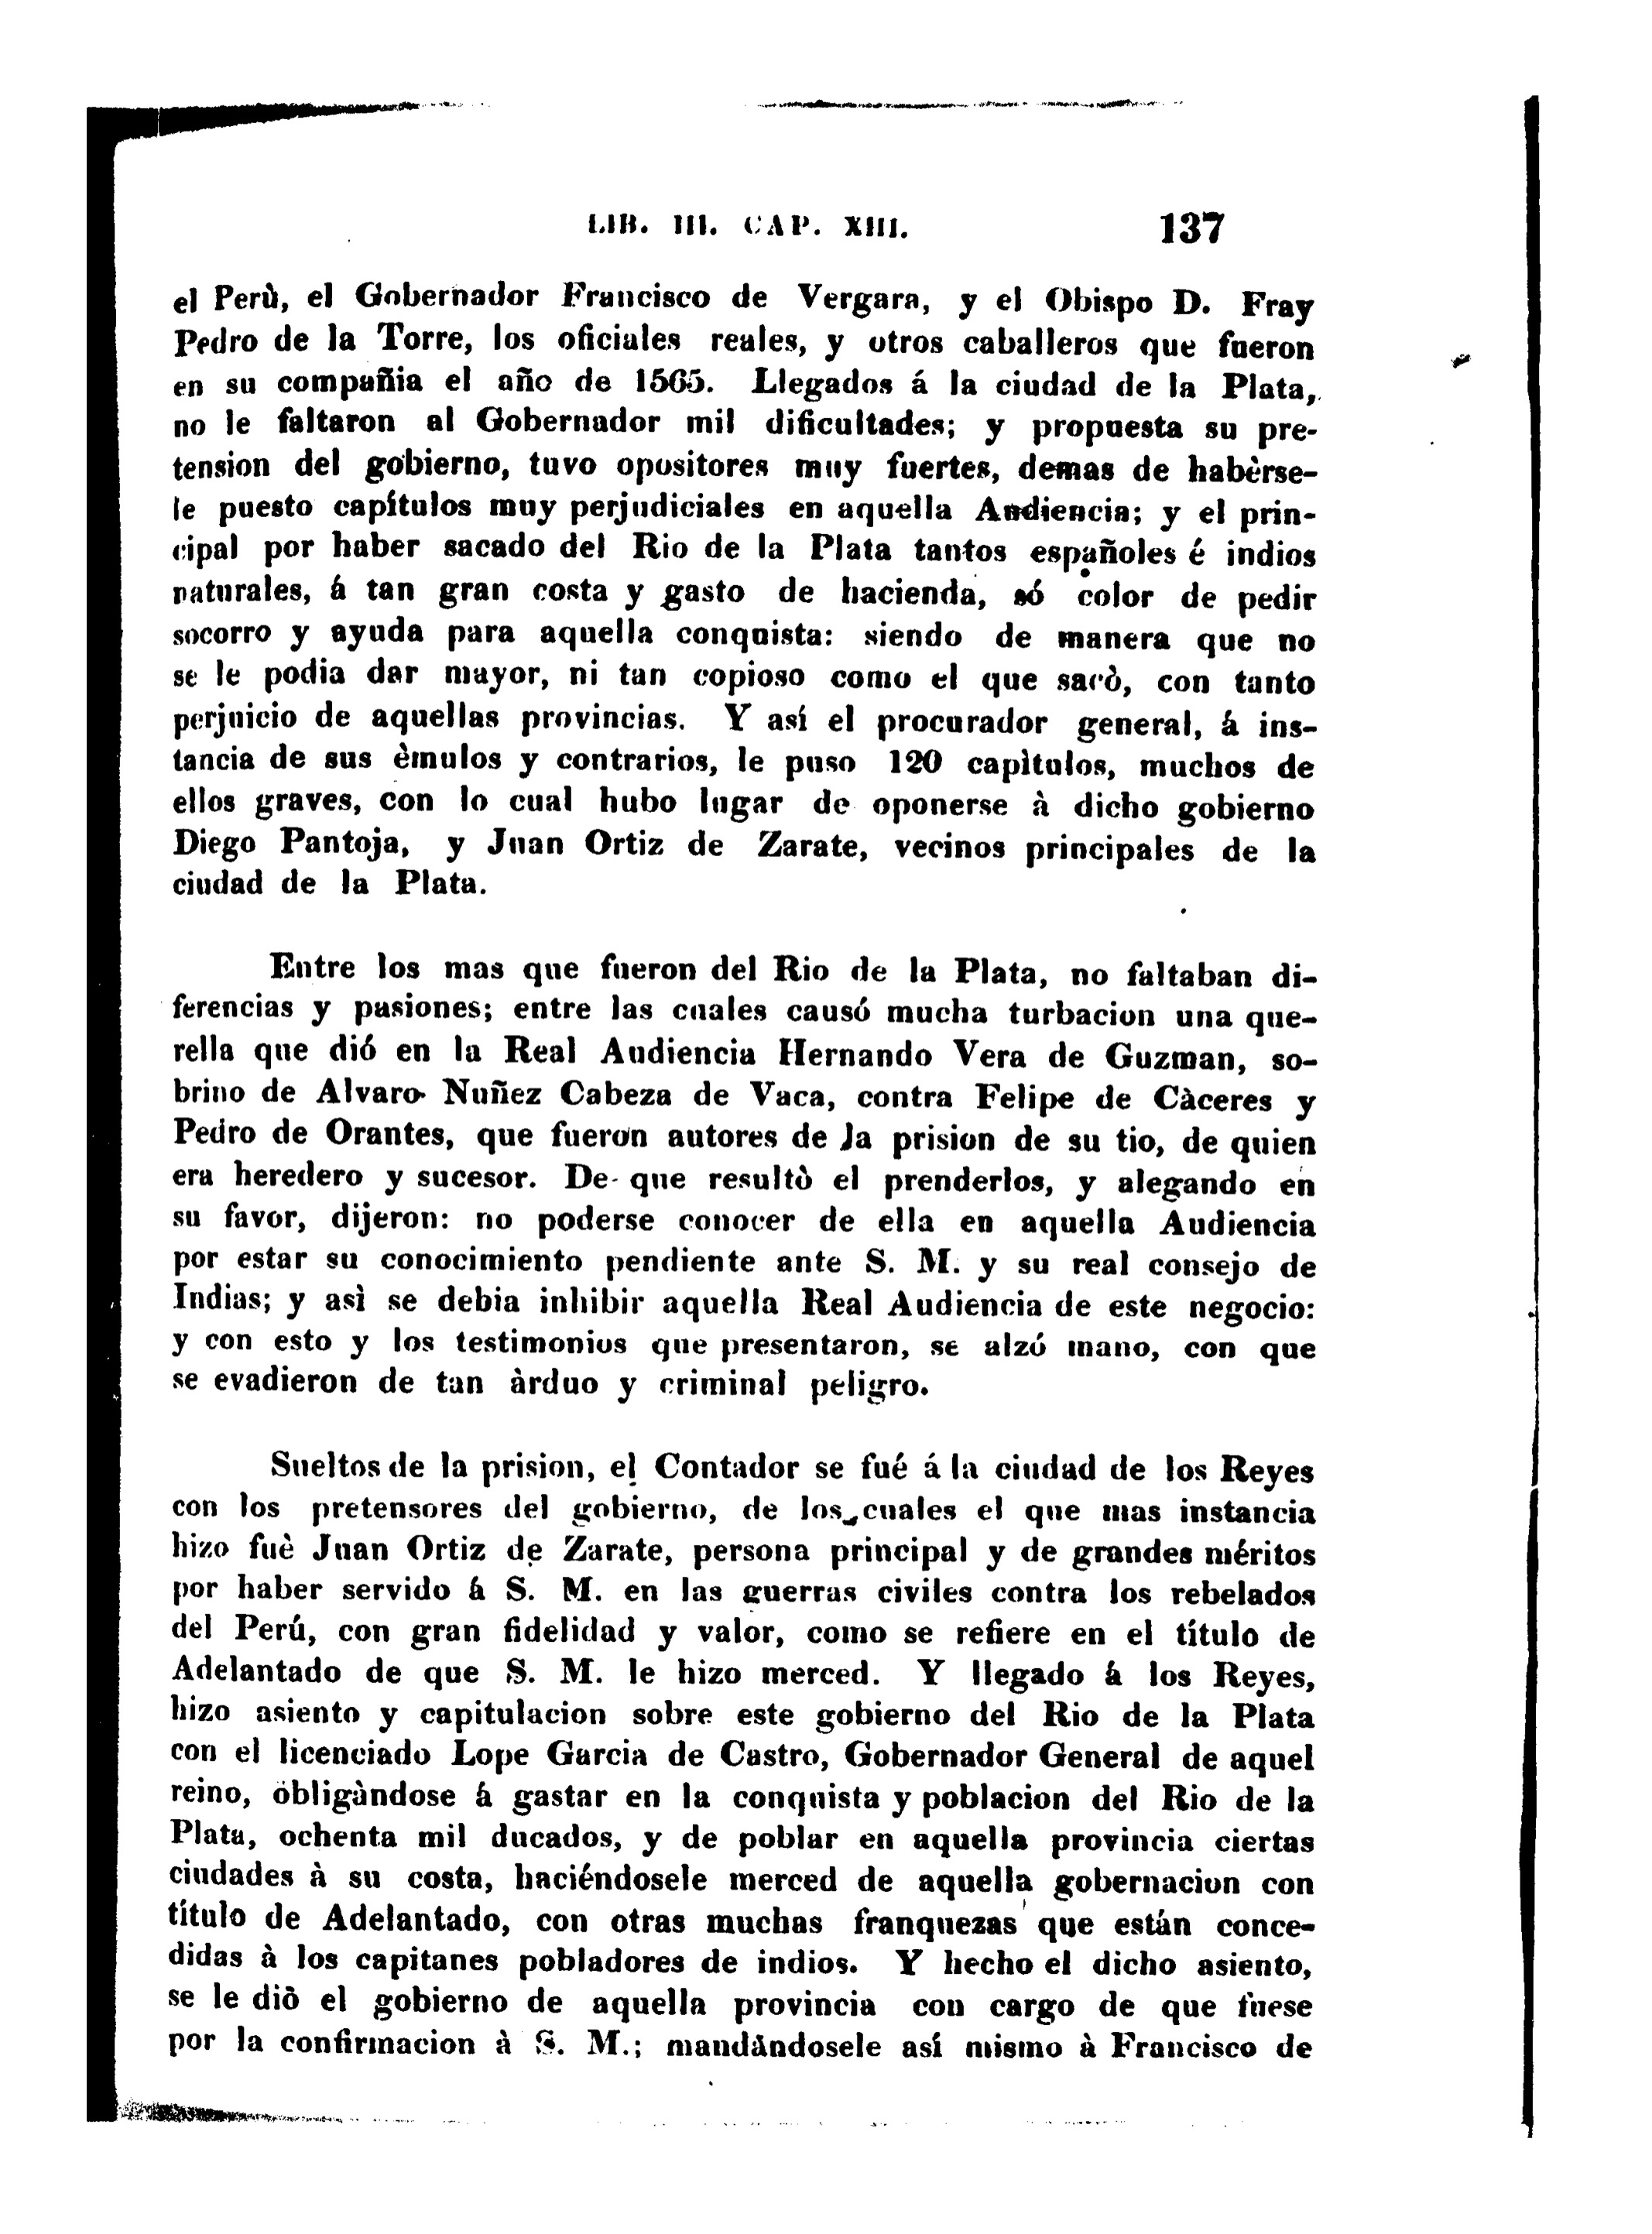 LIB. III. CAP. XIII. 137
el Perù, el Gobernador Francisco de Vergara, y el Obispo D. Fray
Pedro de la Torre, los oficiales reales, y otros caballeros que fueron
en su compañia el año de 1565. Llegados á la ciudad de la Plata,
no le faltaron al Gobernador mil dificultades; y propuesta su pre-
tension del gobierno, tuvo opositores muy fuertes, demas de habèrse-
le puesto capítulos muy perjudiciales en aquella Audiencia; y el prin-
cipal por haber sacado del Rio de la Plata tantos españoles é indios
naturales, á tan gran costa y gasto de hacienda, só color de pedir
socorro y ayuda para aquella conquista: siendo de manera que no
se le podia dar mayor, ni tan copioso como el que sacò, con tanto
perjuicio de aquellas provincias. Y así el procurador general, á ins-
tancia de sus èmulos y contrarios, le puso 120 capìtulos, muchos de
ellos graves, con lo cual hubo lugar de oponerse à dicho gobierno
Diego Pantoja, y Juan Ortiz de Zarate, vecinos principales de la
ciudad de la Plata.
Entre los mas que fueron del Rio de la Plata, no faltaban di-
ferencias y pasiones; entre las cuales causó mucha turbacion una que-
rella que dió en la Real Audiencia Hernando Vera de Guzman, so-
brino de Alvaro Nuñez Cabeza de Vaca, contra Felipe de Càceres y
Pedro de Orantes, que fueron autores de la prision de su tio, de quien
era heredero y sucesor. De que resultò el prenderlos, y alegando en
su favor, dijeron: no poderse conocer de ella en aquella Audiencia
por estar su conocimiento pendiente ante S. M. y su real consejo de
Indias; y asì se debia inhibir aquella Real Audiencia de este negocio:
y con esto y los testimonios que presentaron, se alzó mano, con que
se evadieron de tan àrduo y criminal peligro.
Sueltos de la prision, el Contador se fué á la ciudad de los Reyes
con los pretensores del gobierno, de los cuales el que mas instancia
hizo fuè Juan Ortiz de Zarate, persona principal y de grandes méritos
por haber servido á S. M. en las guerras civiles contra los rebelados
del Perú, con gran fidelidad y valor, como se refiere en el título de
Adelantado de que S. M. le hizo merced. Y llegado á los Reyes,
hizo asiento y capitulacion sobre este gobierno del Rio de la Plata
con el licenciado Lope Garcia de Castro, Gobernador General de aquel
reino, obligàndose á gastar en la conquista y poblacion del Rio de la
Plata, ochenta mil ducados, y de poblar en aquella provincia ciertas
ciudades à su costa, haciéndosele merced de aquella gobernacion con
título de Adelantado, con otras muchas franquezas que están conce-
didas à los capitanes pobladores de indios. Y hecho el dicho asiento,
se le diò el gobierno de aquella provincia con cargo de que fuese
por la confirmacion à S. M.; mandàndosele así mismo à Francisco de